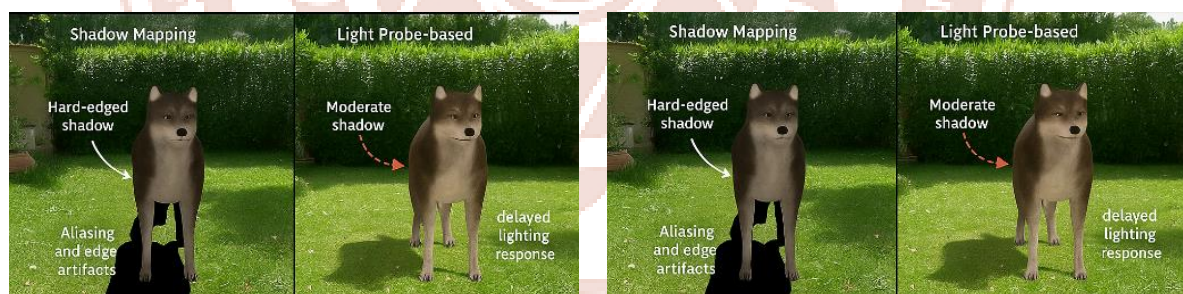 Shadow Mapping
Light Probe-based
Hard-edged
shadow
Moderate
shadow
Aliasing
and edge
artifacts
delayed
lighting
response
Shadow Mapping
Light Probe-based
Hard-edged
shadow
Moderate
shadow
Aliasing
and edge
artifacts
delayed
lighting
response